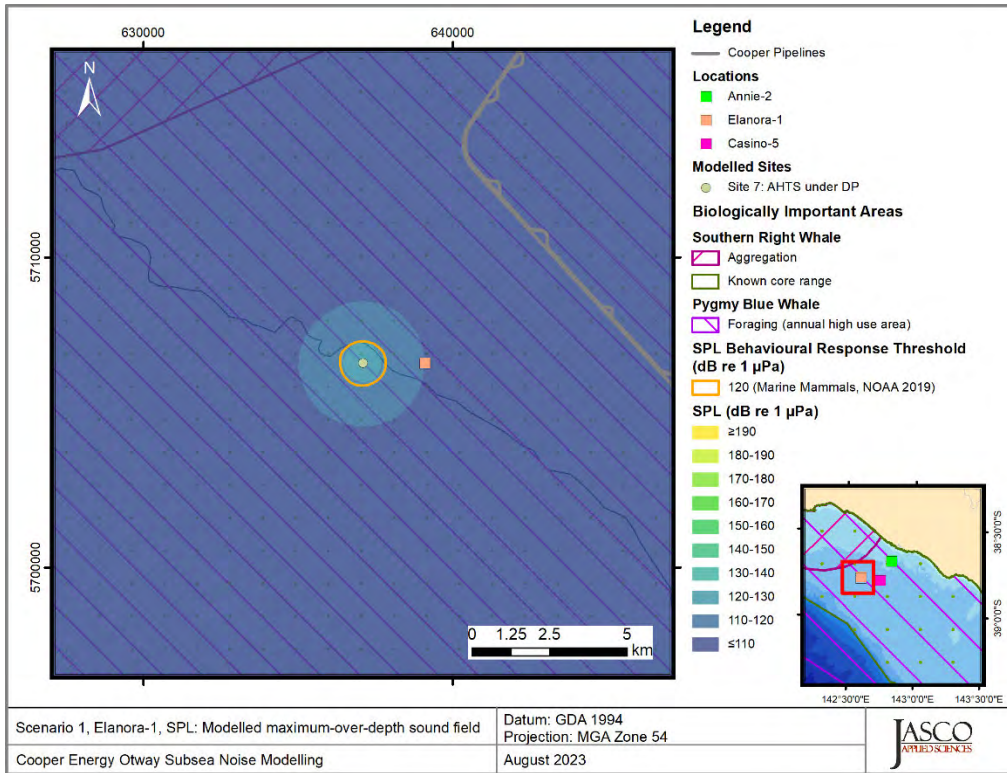 630000
640000
5710000
5700000
N
0 1.25 2.5 5
km
Legend
Cooper Pipelines
Locations
Annie-2
Elanora-1
Casino-5
Modelled Sites
Site 7: AHTS under DP
Biologically Important Areas
Southern Right Whale
Aggregation
Known core range
Pygmy Blue Whale
Foraging (annual high use area)
SPL Behavioural Response Threshold
(dB re 1 µPa)
120 (Marine Mammals, NOAA 2019)
SPL (dB re 1 µPa)
≥190
180-190
170-180
160-170
150-160
140-150
130-140
120-130
110-120
≤110
38°30'0"S
39°0'0"S
142°30'0"E
143°0'0"E
143°30'0"E
Scenario 1, Elanora-1, SPL: Modelled maximum-over-depth sound field
Datum: GDA 1994
Projection: MGA Zone 54
Cooper Energy Otway Subsea Noise Modelling
August 2023
JASCO
APPLIED SCIENCES